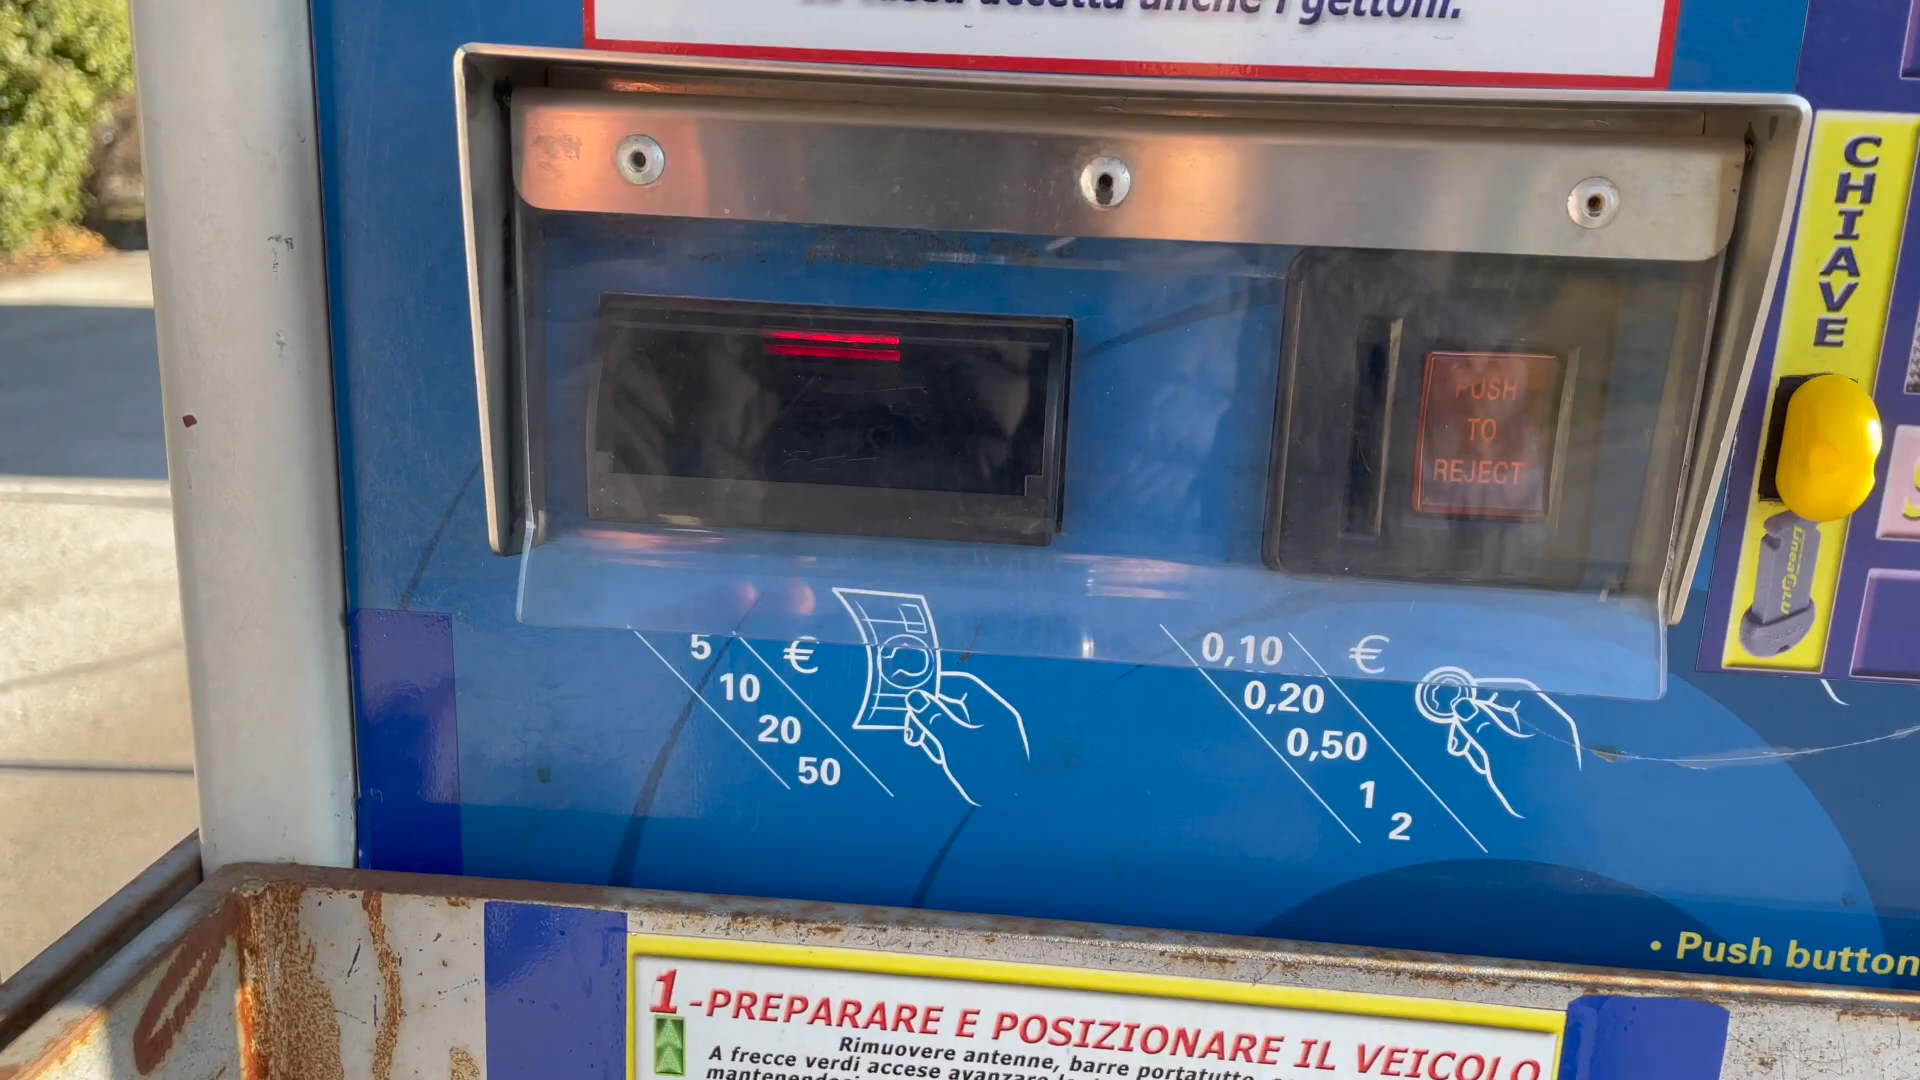 accetta anche i gettoni.
CHIAVE
PUSH
TO
REJECT
LineaBLU
5 €
10
20
50
0,10 €
0,20
0,50
1
2
• Push button
1-PREPARARE E POSIZIONARE IL VEICOLO
Rimuovere antenne, barre portatutto,
A frecce verdi accese avanzare